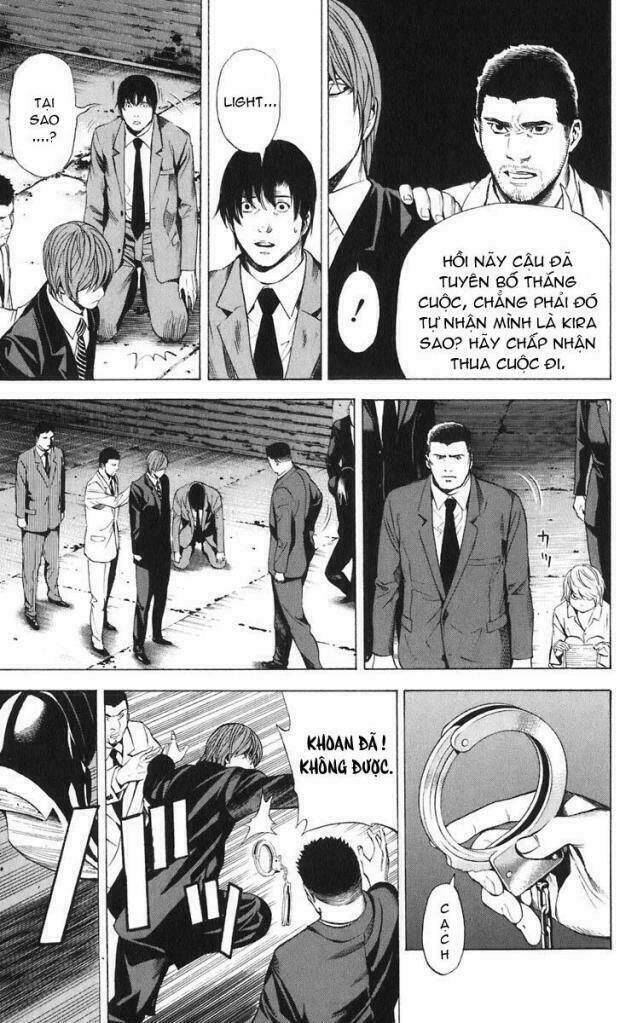 HỒI NÃY CẬU ĐÃ
TUYÊN BỐ THẮNG
CUỘC, CHẲNG PHẢI ĐÓ
TỰ NHẬN MÌNH LÀ KIRA
SAO? HÃY CHẤP NHẬN
THUA CUỘC ĐI.
!
LIGHT...
TẠI
SAO
....?
CẠCH
KHOAN ĐÃ!
KHÔNG ĐƯỢC.